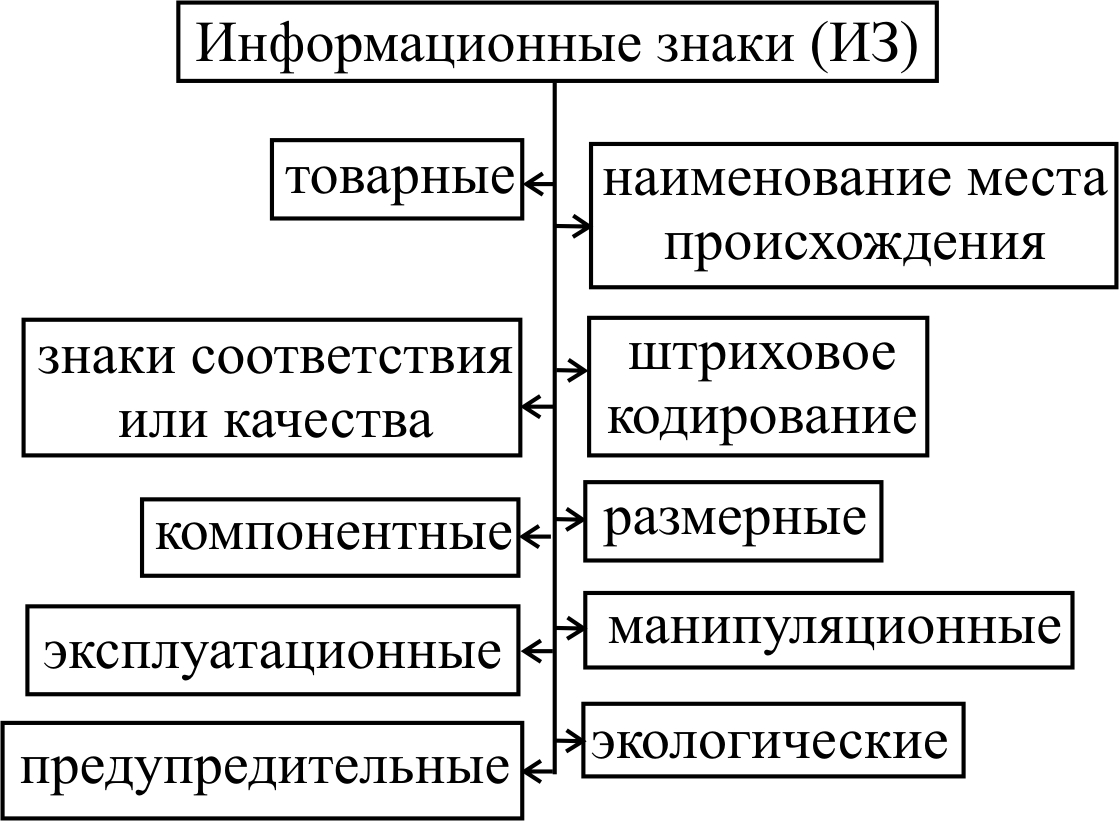 Информационные знаки (ИЗ)
товарные
наименование места
происхождения
знаки соответствия
или качества
штриховое
кодирование
компонентные
размерные
эксплуатационные
манипуляционные
предупредительные
экологические